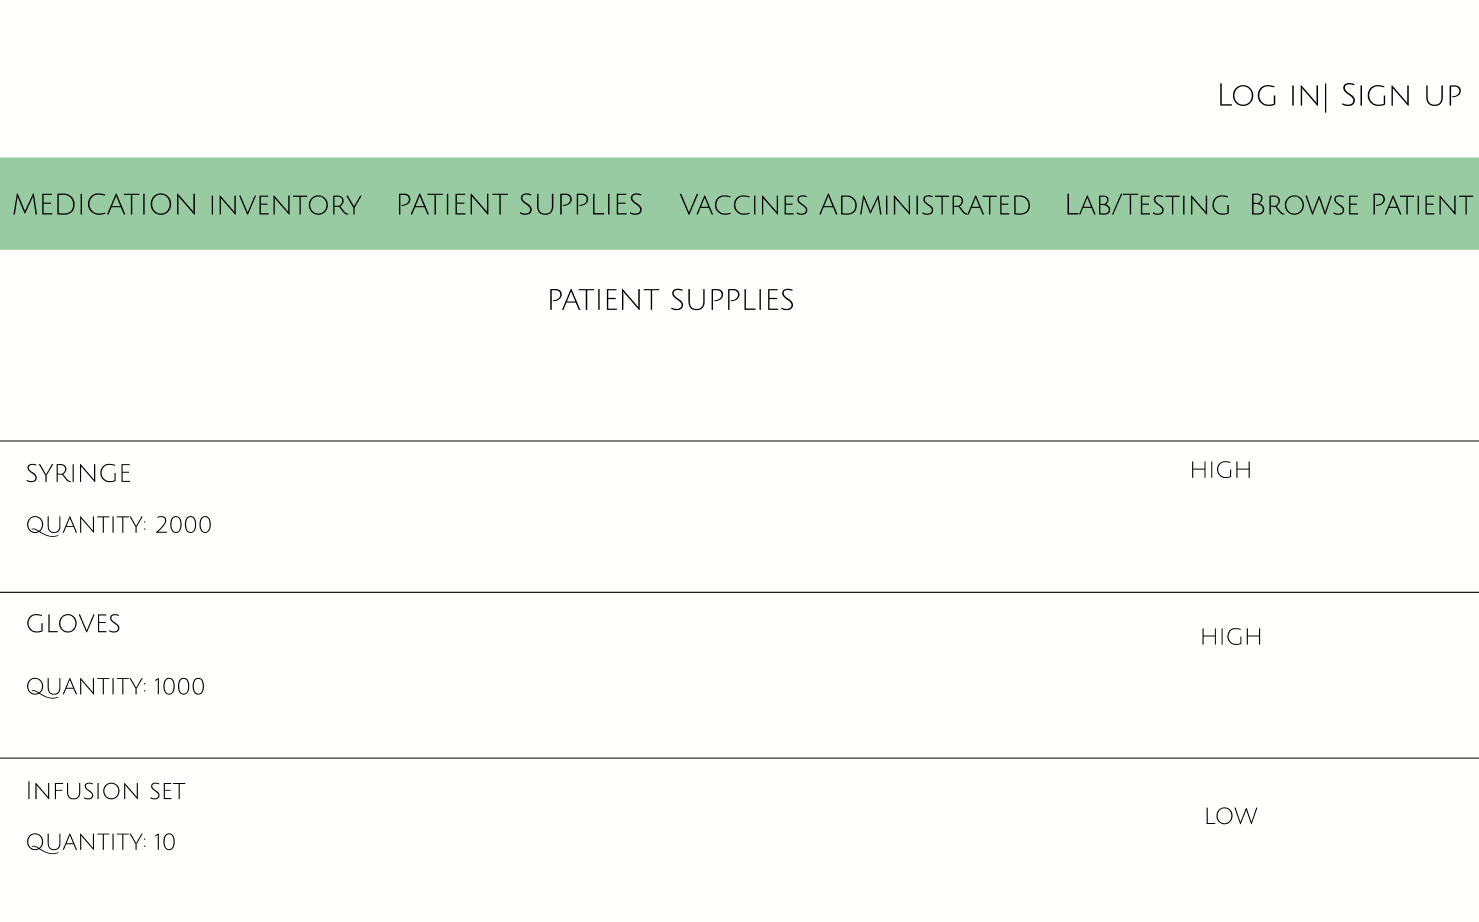 Log in| Sign up
MEDICATION INVENTORY PATIENT SUPPLIES Vaccines Administrated Lab/Testing Browse Patient
PATIENT SUPPLIES
SYRINGE
HIGH
QUANTITY: 2000
GLOVES
HIGH
QUANTITY: 1000
Infusion set
LOW
QUANTITY: 10